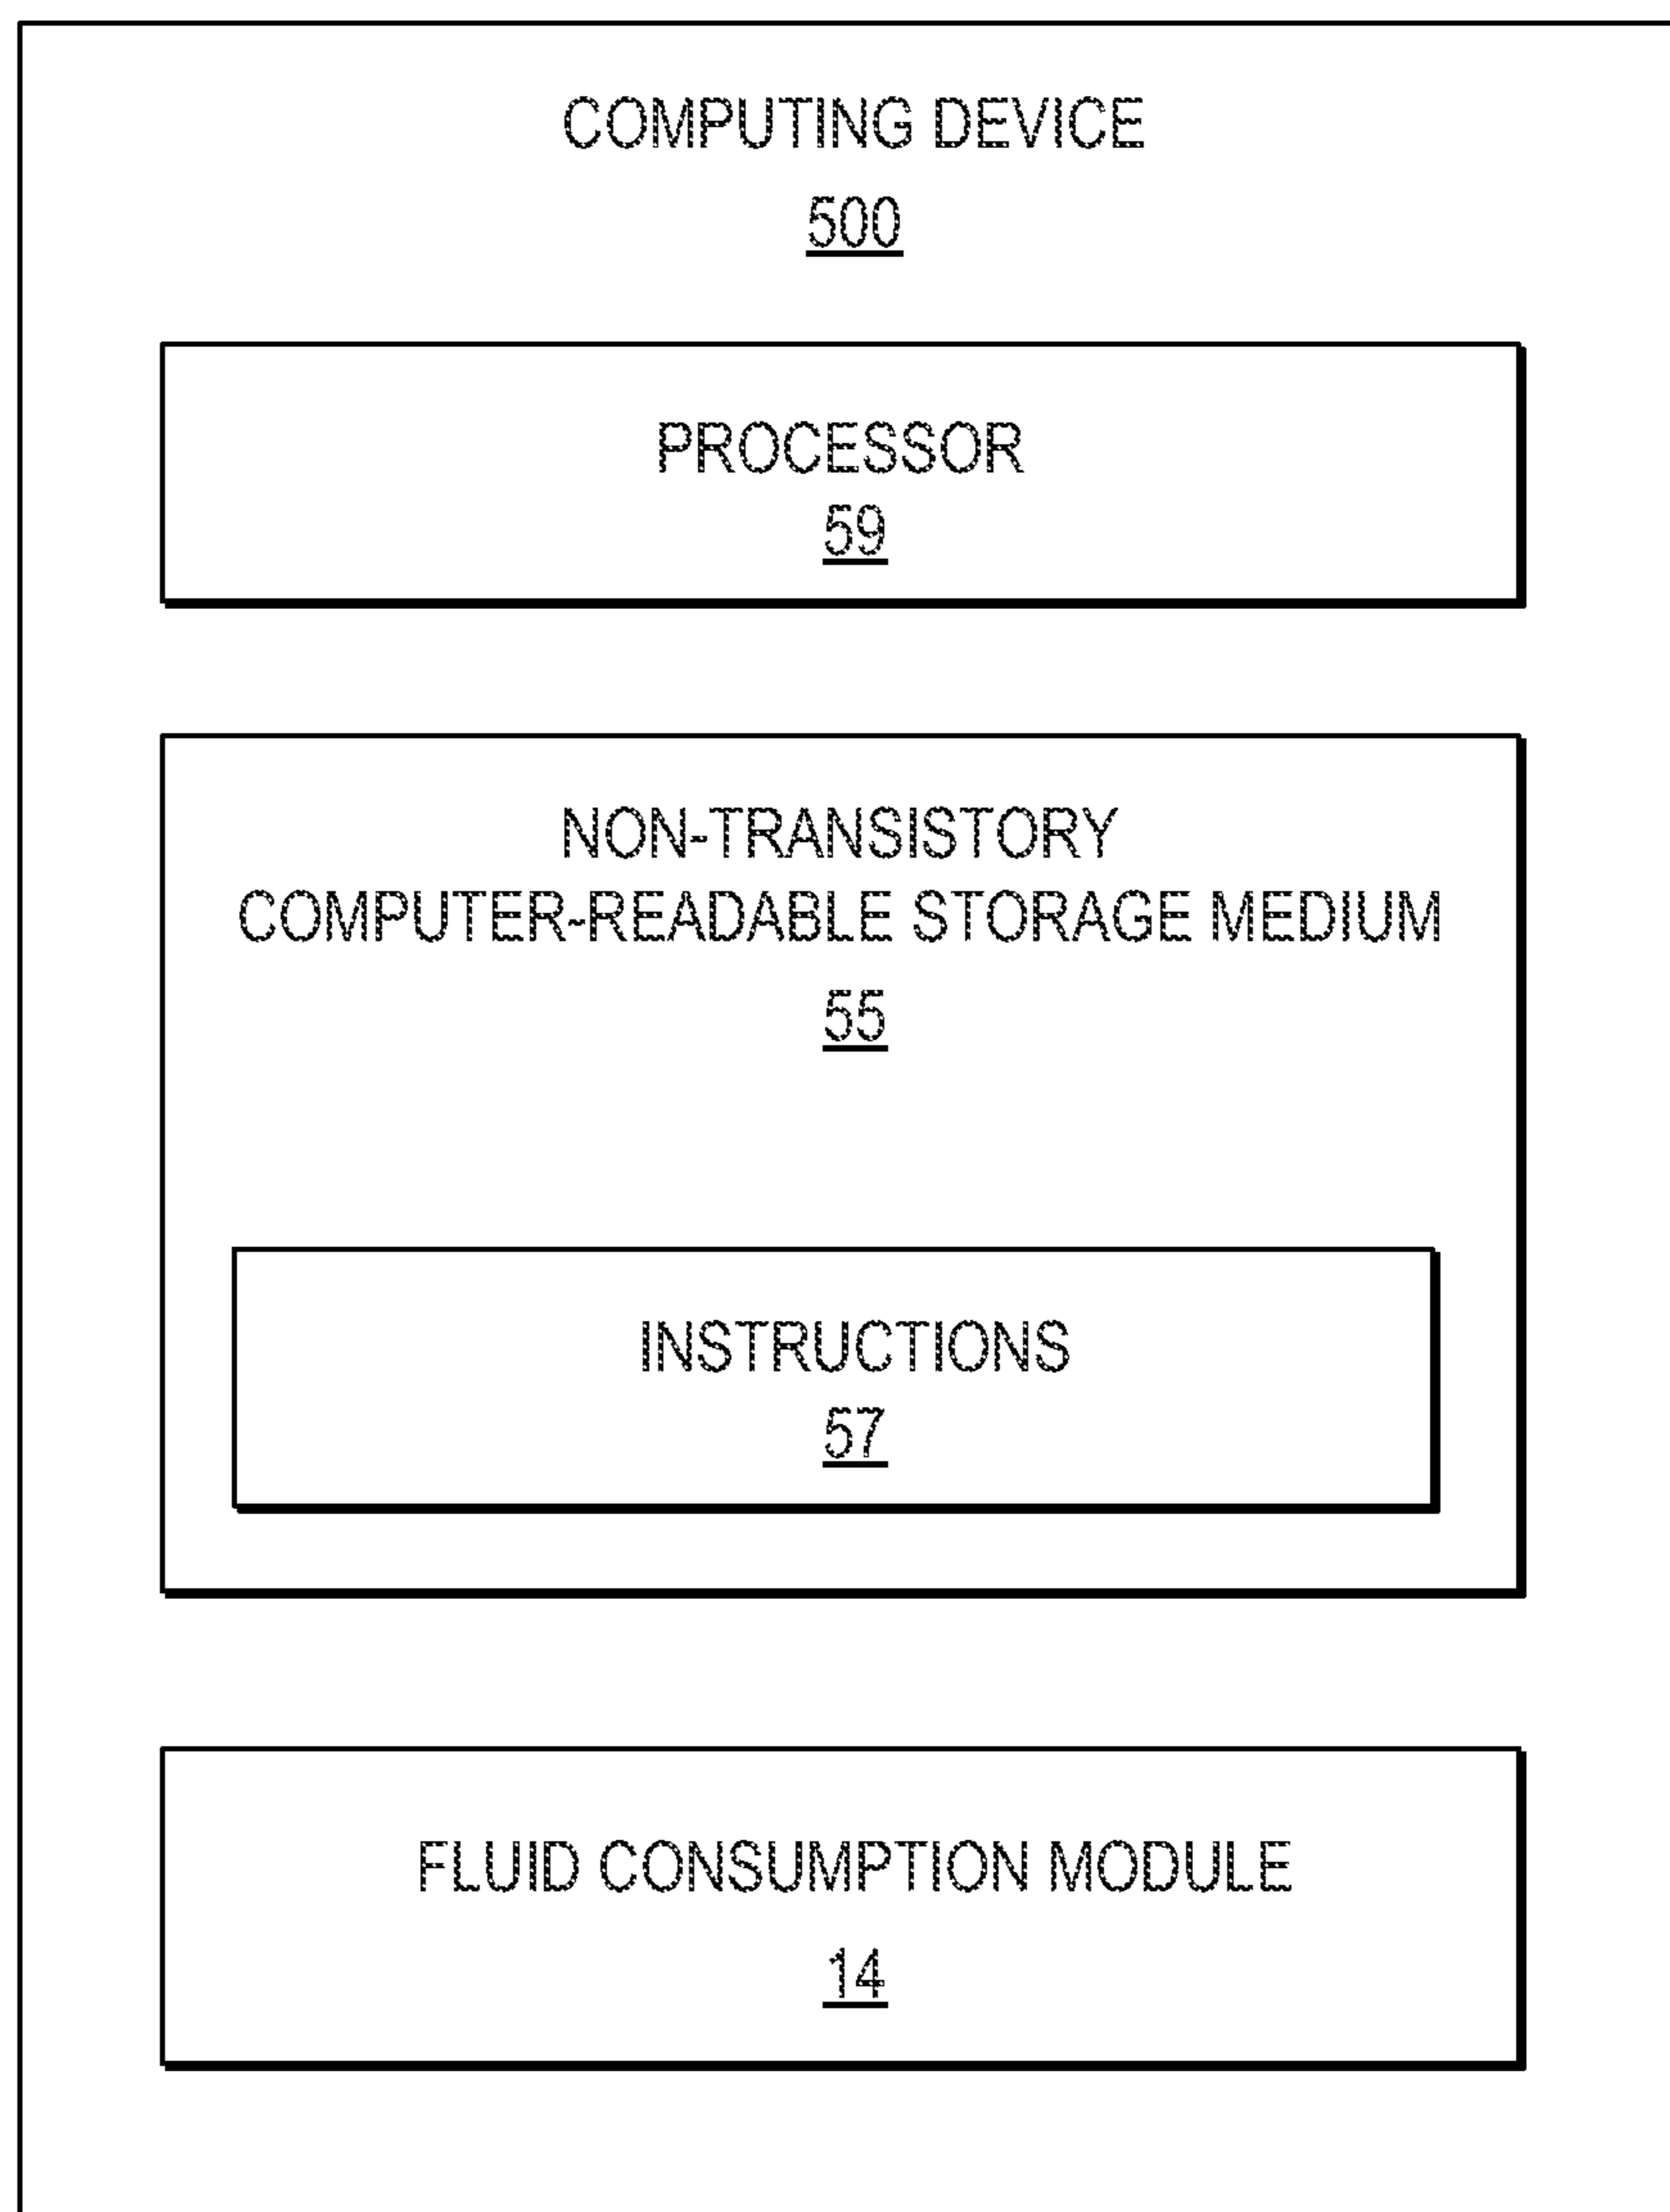 COMPUTING DEVICE
500
PROCESSOR
59
NON-TRANSISTORY
COMPUTER-READABLE STORAGE MEDIUM
55
INSTRUCTIONS
57
FLUID CONSUMPTION MODULE
14